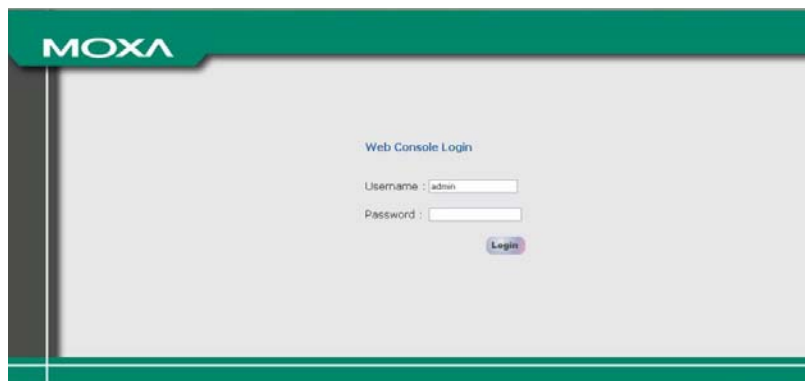 MOXA
Web Console Login
Username : admin
Password :
Login